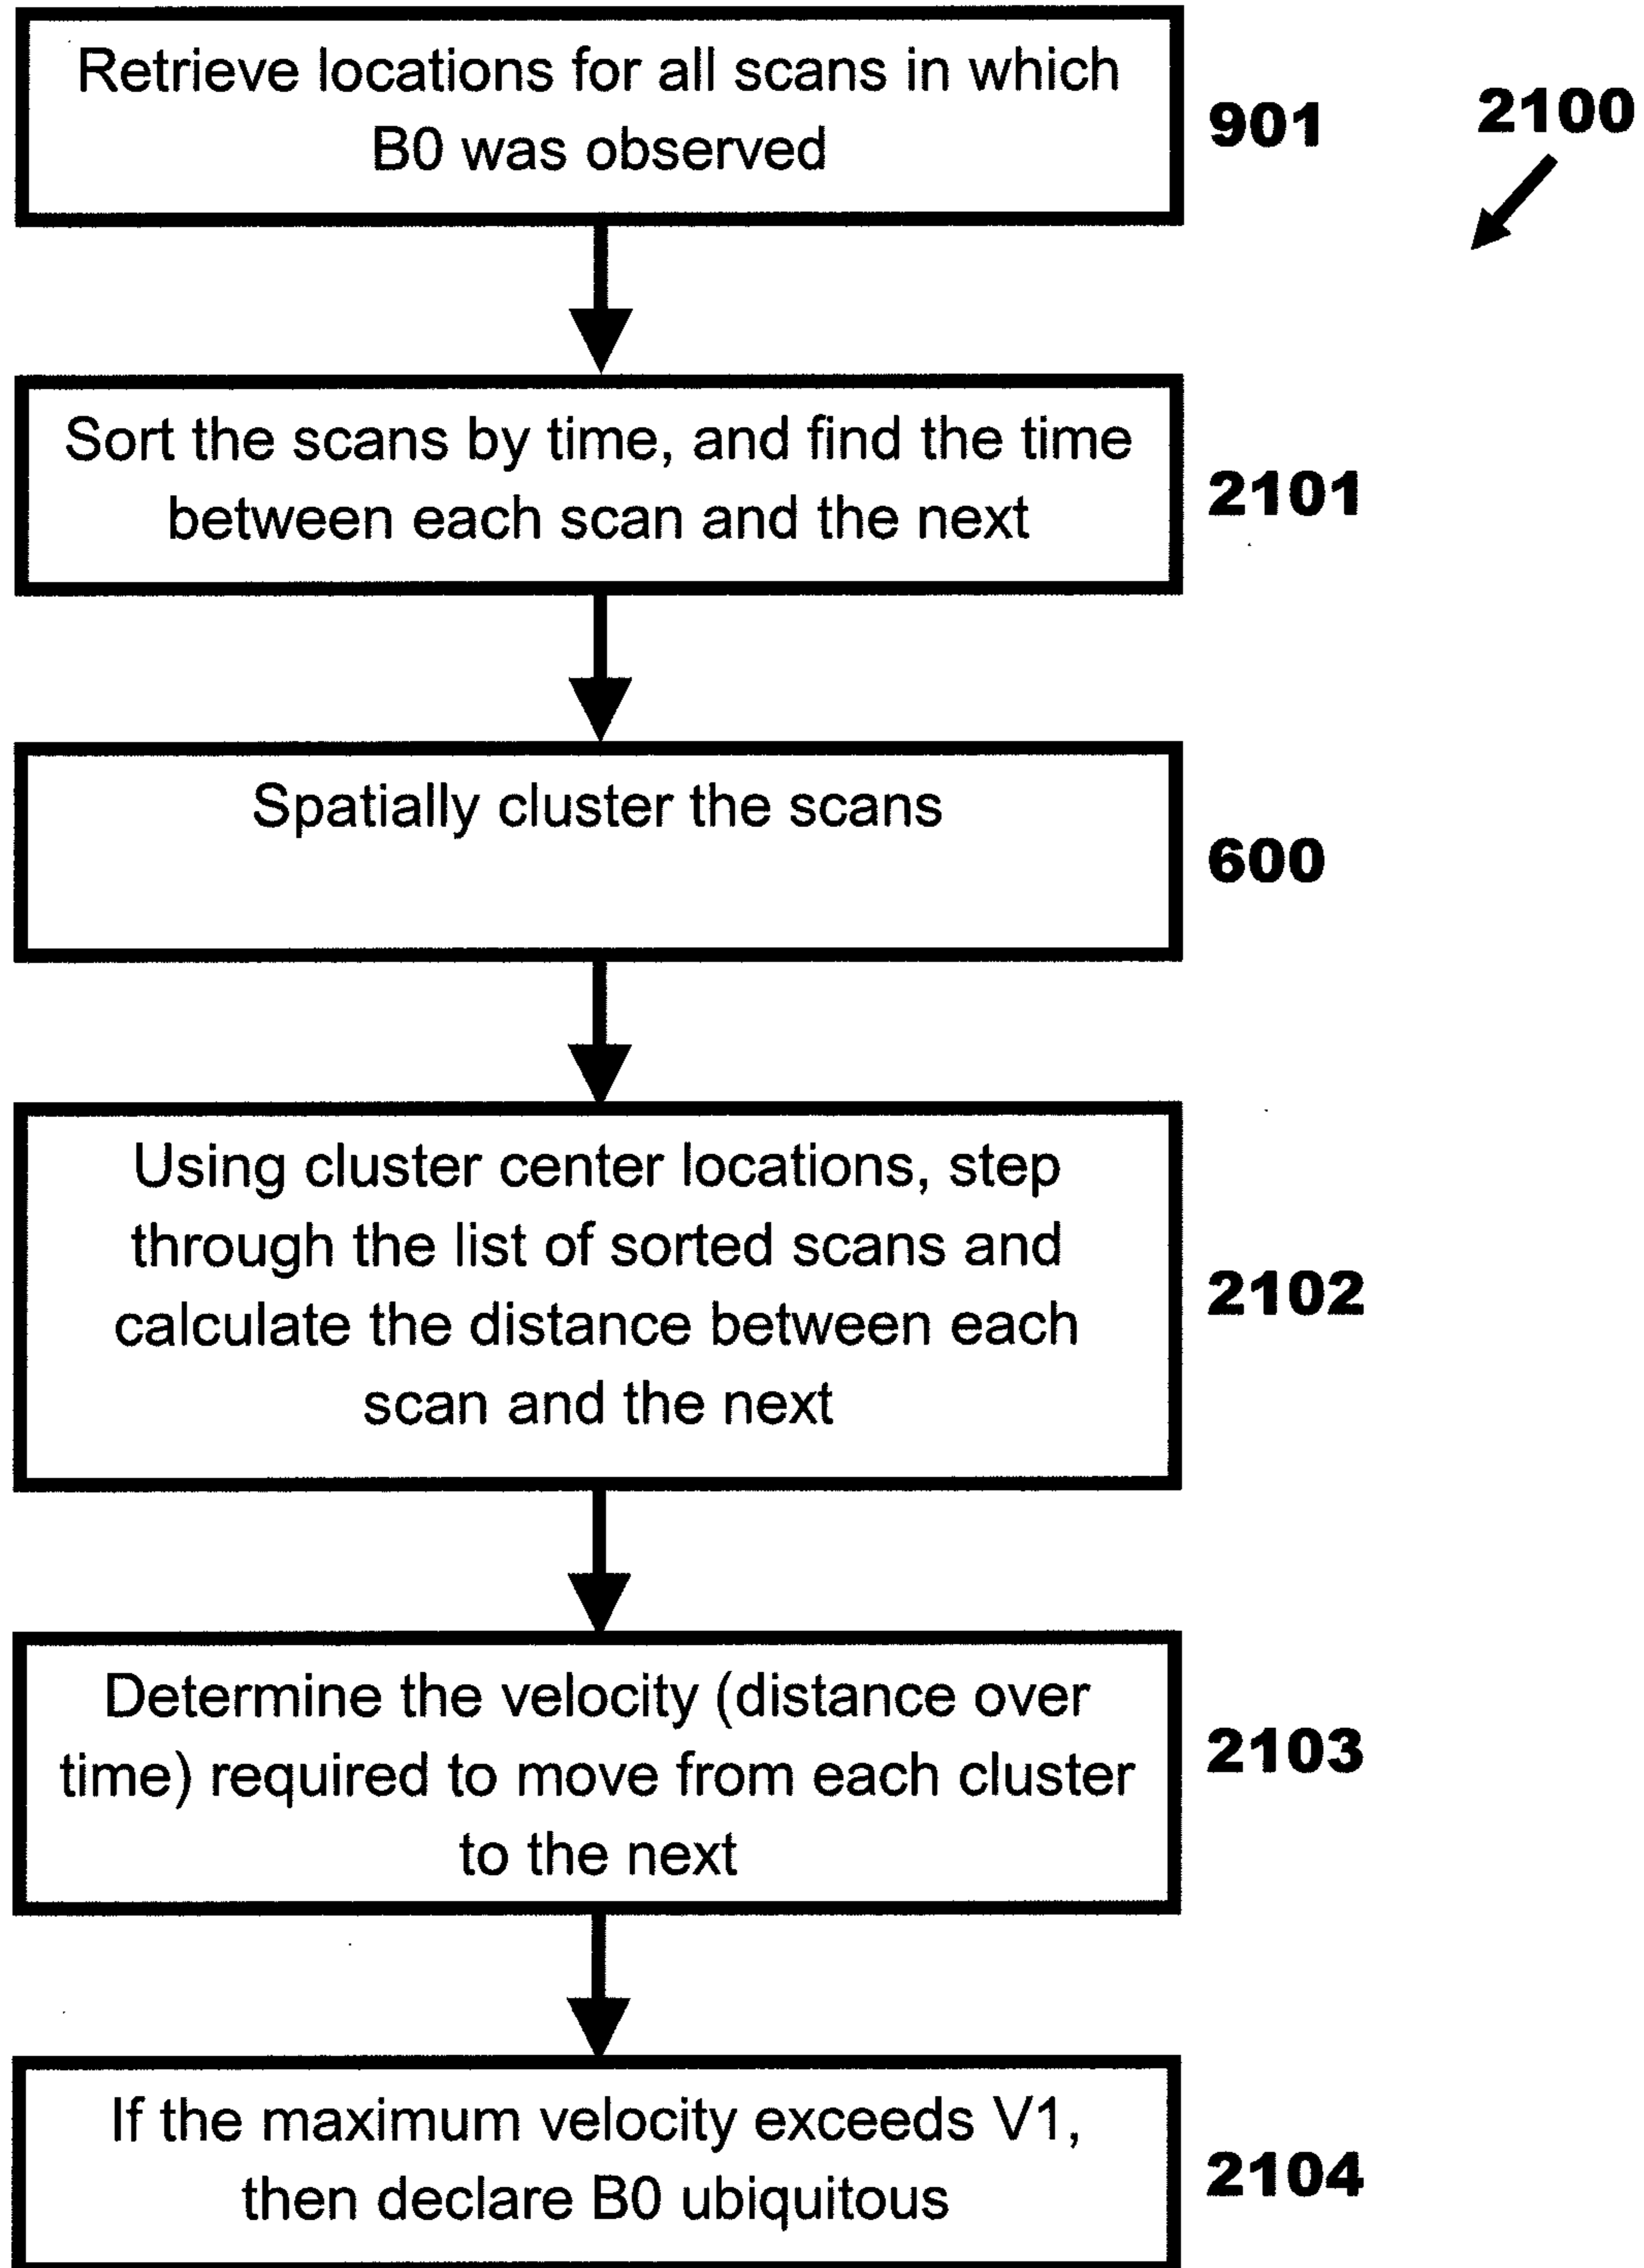 Retrieve locations for all scans in which
B0 was observed
901
2100
Sort the scans by time, and find the time
between each scan and the next
2101
Spatially cluster the scans
600
Using cluster center locations, step
through the list of sorted scans and
calculate the distance between each
scan and the next
2102
Determine the velocity (distance over
time) required to move from each cluster
to the next
2103
If the maximum velocity exceeds V1,
then declare B0 ubiquitous
2104